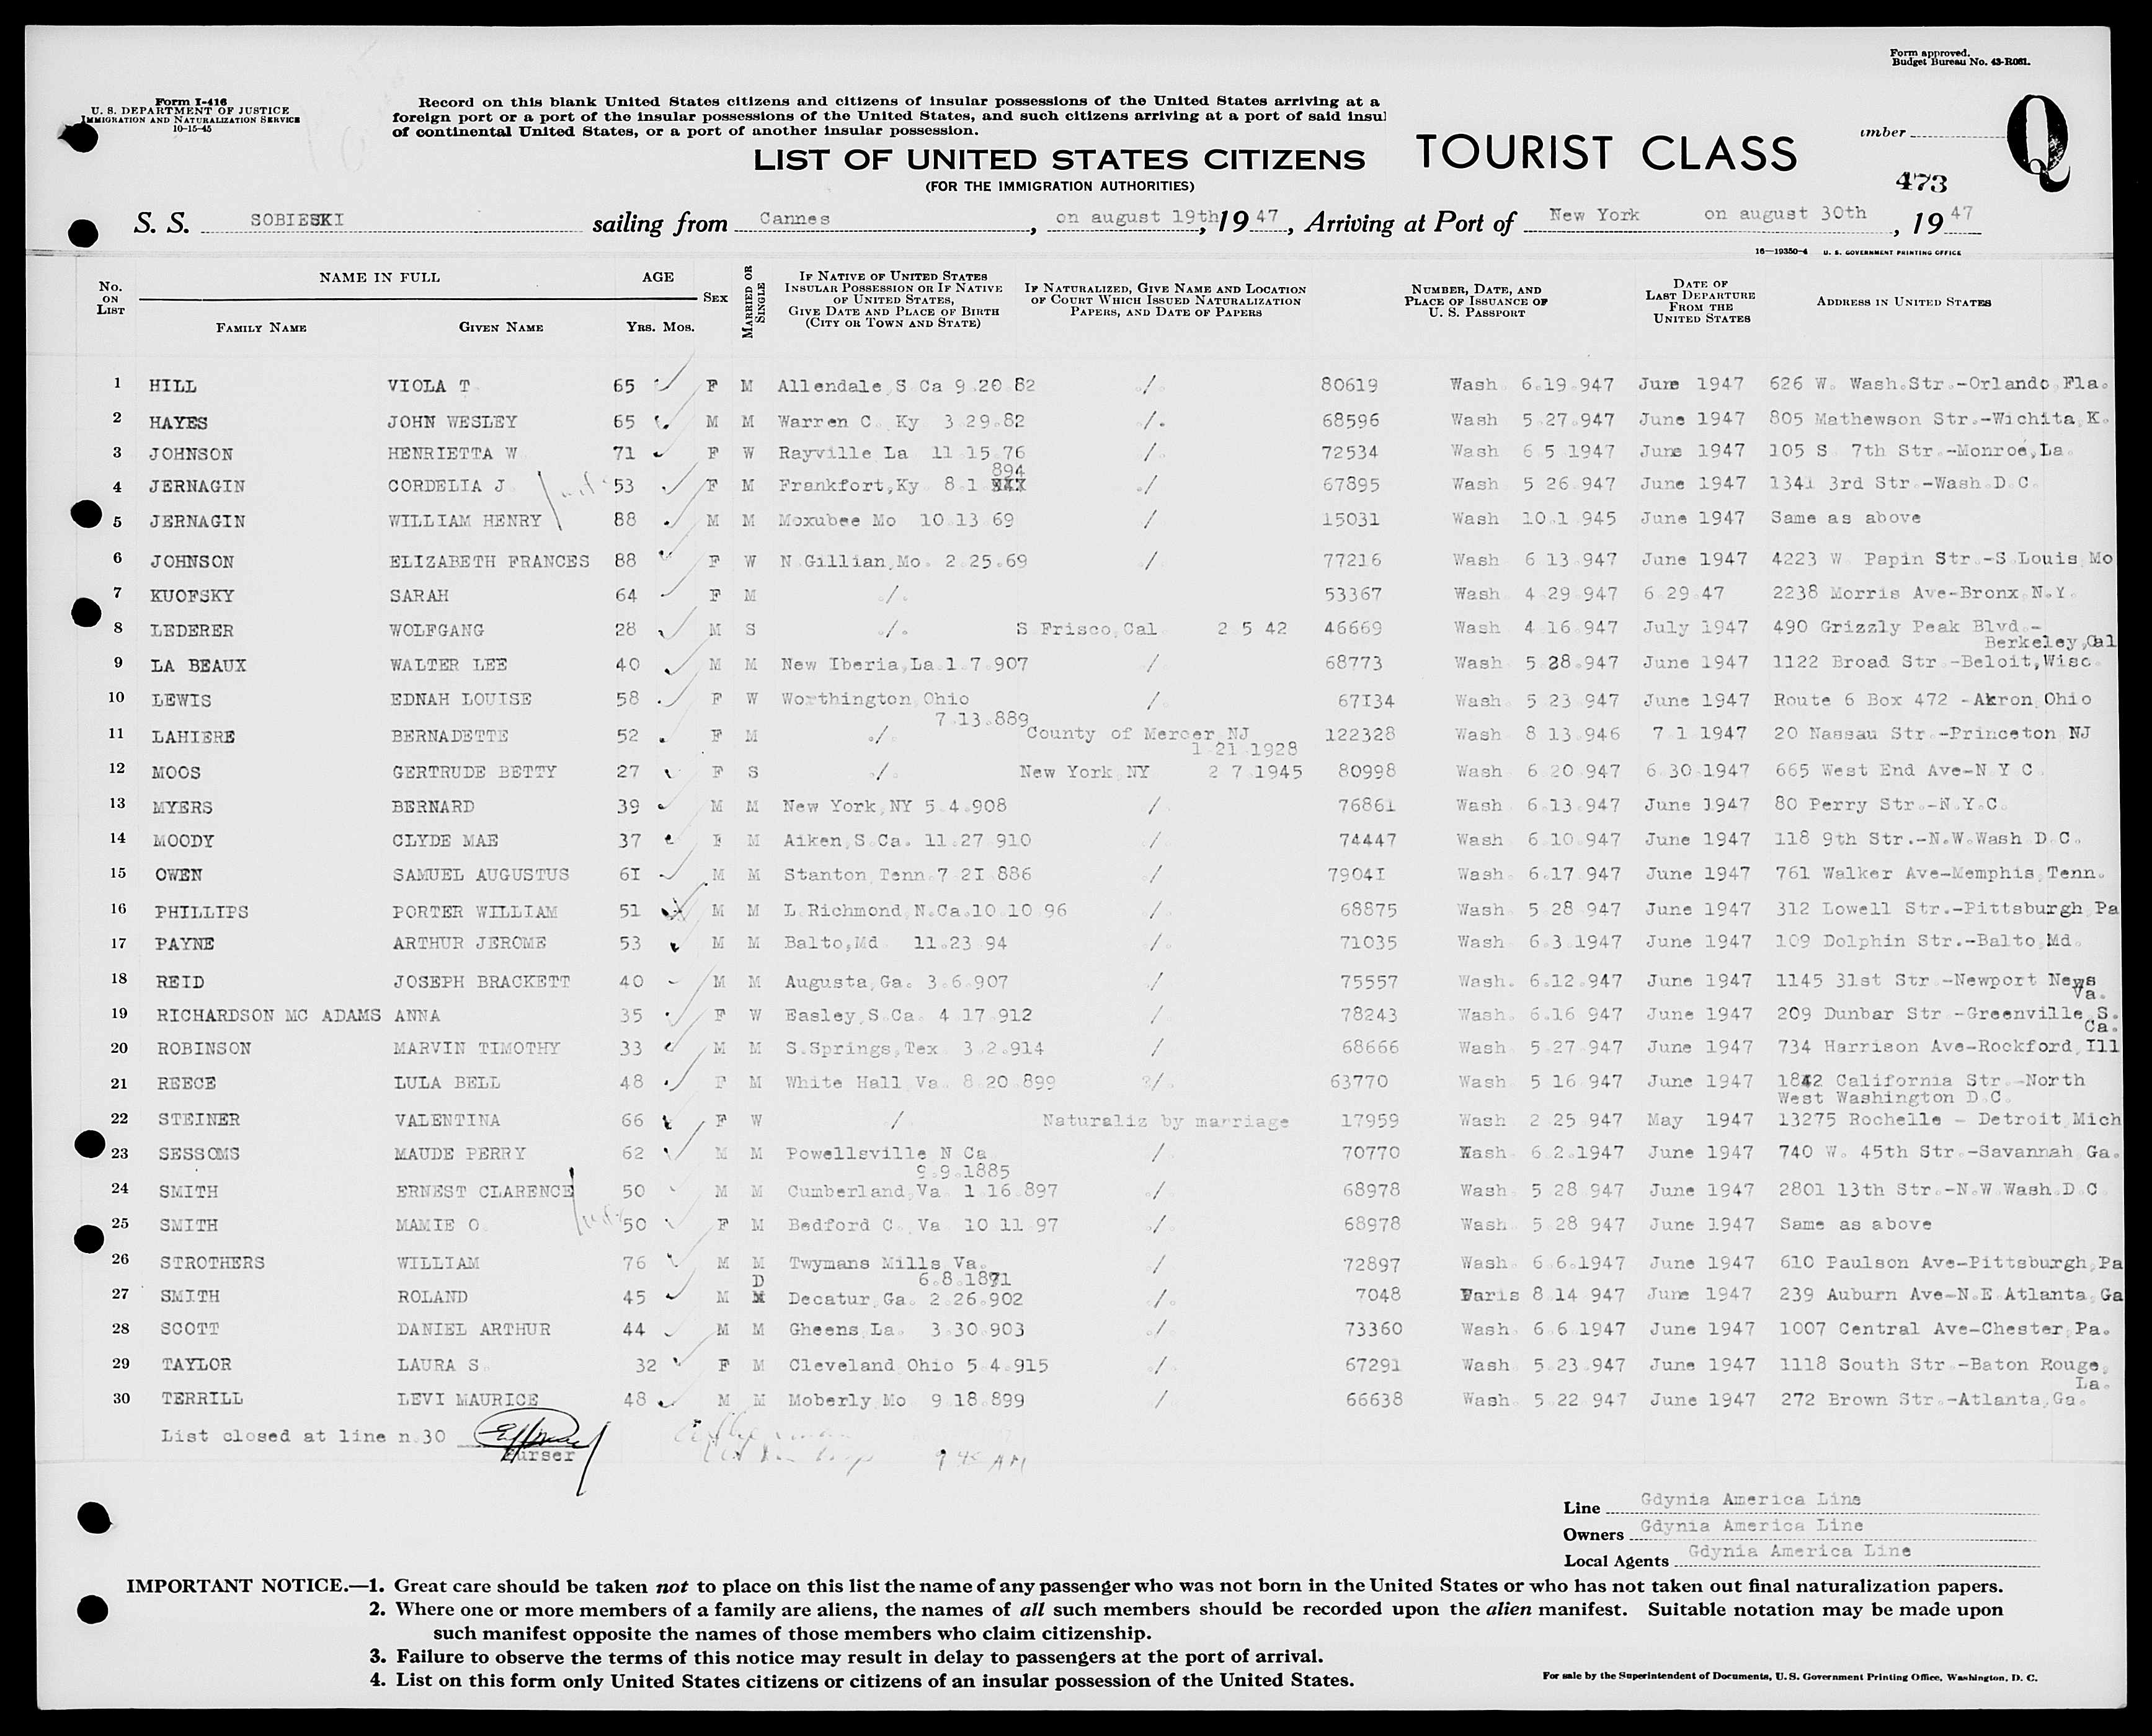 Form approved.
Budget Bureau No. 43-R061.
Form I-416
U. S. DEPARTMENT OF JUSTICE
IMMIGRATION AND NATURALIZATION SERVICE
10-15-45
Record on this blank United States citizens and citizens of insular possessions of the United States arriving at a
foreign port or a port of the insular possessions of the United States, and such citizens arriving at a port of said insul
of continental United States, or a port of another insular possession.
LIST OF UNITED STATES CITIZENS TOURIST CLASS
(FOR THE IMMIGRATION AUTHORITIES)
umber Q
473
S. S. SOBIESKI sailing from Cannes, on august 19th, 1947, Arriving at Port of New York on august 30th, 1947
16—19350-4 U. S. GOVERNMENT PRINTING OFFICE
No. ON LIST
NAME IN FULL
FAMILY NAME GIVEN NAME
AGE
YRS. MOS.
SEX
MARRIED OR SINGLE
IF NATIVE OF UNITED STATES INSULAR POSSESSION OR IF NATIVE OF UNITED STATES, GIVE DATE AND PLACE OF BIRTH (CITY OR TOWN AND STATE)
IF NATURALIZED, GIVE NAME AND LOCATION OF COURT WHICH ISSUED NATURALIZATION PAPERS, AND DATE OF PAPERS
NUMBER, DATE, AND PLACE OF ISSUANCE OF U. S. PASSPORT
DATE OF LAST DEPARTURE FROM THE UNITED STATES
ADDRESS IN UNITED STATES
1 HILL VIOLA T. 65 F M Allendale,S Ca 9.20 82 ./. 80619 Wash. 6.19.947 June 1947 626 W. Wash.Str.-Orlando,Fla.
2 HAYES JOHN WESLEY 65 M M Warren C. Ky 3.29.82 /. 68596 Wash 5.27.947 June 1947 805 Mathewson Str.-Wichita,K.
3 JOHNSON HENRIETTA W 71 F W Rayville La 11 15.76 /. 72534 Wash 6 5 1947 June 1947 105 S. 7th Str.-Monroe,La.
894
4 JERNAGIN CORDELIA J. 53 F M Frankfort,Ky 8.1 ./ 67895 Wash 5 26.947 June 1947 1341 3rd Str.-Wash.D.C.
5 JERNAGIN WILLIAM HENRY 88 M M Moxubee Mo 10.13.69 / 15031 Wash 10.1.945 June 1947 Same as above
6 JOHNSON ELIZABETH FRANCES 88 F W N.Gillian,Mo. 2.25.69 ./ 77216 Wash. 6 13.947 June 1947 4223 W. Papin Str.-S.Louis,Mo
7 KUOFSKY SARAH 64 F M ./. 53367 Wash. 4.29.947 6.29.47 2238 Morris Ave-Bronx,N.Y.
8 LEDERER WOLFGANG 28 M S ./. S Frisco,Cal. 2 5 42 46669 Wash 4.16.947 July 1947 490 Grizzly Peak Blvd.-
Berkeley,Cal
9 LA BEAUX WALTER LEE 40 M M New Iberia,La.1.7.907 / 68773 Wash 5.28.947 June 1947 1122 Broad Str.-Beloit,Wisc.
10 LEWIS EDNAH LOUISE 58 F W Worthington,Ohio /. 67I34 Wash 5 23.947 June 1947 Route 6 Box 472 -Akron,Ohio
7.13.889
11 LAHIERE BERNADETTE 52 F M ./. County of Mercer,NJ 122328 Wash 8 13.946 7.1.1947 20 Nassau Str.-Princeton,NJ
1.21.1928
12 MOOS GERTRUDE BETTY 27 F S ./. New York,NY 2 7.1945 80998 Wash. 6.20.947 6.30.1947 665 West End Ave-N.Y.C.
13 MYERS BERNARD 39 M M New York,NY 5.4.908 / 76861 Wash 6.13.947 June 1947 80 Perry Str.-N.Y.C.
14 MOODY CLYDE MAE 37 F M Aiken,S.Ca. 11.27.910 / 74447 Wash 6.10.947 June 1947 118 9th Str.-N.W.Wash D.C.
15 OWEN SAMUEL AUGUSTUS 6I M M Stanton,Tenn.7.2I.886 ./ 7904I Wash. 6.17.947 June 1947 761 Walker Ave-Memphis,Tenn.
16 PHILLIPS PORTER WILLIAM 51 M M L.Richmond,N.Ca.10 10 96 / 68875 Wash 5.28.947 June 1947 312 Lowell Str.-Pittsburgh,Pa
17 PAYNE ARTHUR JEROME 53 M M Balto,Md. 11.23.94 /. 71035 Wash. 6.3.1947 June 1947 109 Dolphin Str.-Balto,Md.
18 REID JOSEPH BRACKETT 40 M M Augusta,Ga. 3.6.907 ./ 75557 Wash. 6.12.947 June 1947 1145 31st Str.-Newport News
Va.
19 RICHARDSON MC ADAMS ANNA 35 F W Easley,S.Ca. 4.17.912 /. 78243 Wash. 6.16.947 June 1947 209 Dunbar Str.-Greenville,S.
Ca.
20 ROBINSON MARVIN TIMOTHY 33 M M S.Springs,Tex. 3.2.914 / 68666 Wash. 5.27.947 June 1947 734 Harrison Ave-Rockford,Ill
21 REECE LULA BELL 48 F M White Hall,Va. 8.20.899 /. 63770 Wash. 5 16.947 June 1947 1842 California Str.-North
West Washington D.C.
22 STEINER VALENTINA 66 F W / Naturaliz by marriage 17959 Wash 2 25 947 May 1947 13275 Rochelle - Detroit,Mich
23 SESSOMS MAUDE PERRY 62 M M Powellsville N Ca /. 70770 Wash 6.2.1947 June 1947 740 W. 45th Str.-Savannah,Ga.
9.9.1885
24 SMITH ERNEST CLARENCE 50 M M Cumberland,Va. 1.16.897 ./ 68978 Wash. 5 28 947 June 1947 2801 13th Str.-N.W.Wash.D.C
25 SMITH MAMIE O. 50 F M Bedford C.,Va. 10.11.97 ./. 68978 Wash. 5 28 947 June 1947 Same as above
26 STROTHERS WILLIAM 76 M M Twymans Mills,Va. ./ 72897 Wash. 6.6.1947 June 1947 610 Paulson Ave-Pittsburgh,Pa
D 6.8.1871
27 SMITH ROLAND 45 M Decatur,Ga. 2.26.902 ./. 7048 Paris 8.14.947 June 1947 239 Auburn Ave-N.E.Atlanta,Ga
28 SCOTT DANIEL ARTHUR 44 M M Gheens,La. 3.30.903 ./ 73360 Wash. 6.6.1947 June 1947 1007 Central Ave-Chester,Pa.
29 TAYLOR LAURA S. 32 F M Cleveland,Ohio 5.4.915 ./ 67291 Wash. 5.23.947 June 1947 1118 South Str.-Baton Rouge,
La.
30 TERRILL LEVI MAURICE 48 M M Moberly,Mo. 9.18.899 / 66638 Wash. 5.22.947 June 1947 272 Brown Str.-Atlanta,Ga.
List closed at line n.30
Purser
9 45 AM
Line Gdynia America Line
Owners Gdynia America Line
Local Agents Gdynia America Line
IMPORTANT NOTICE.—1. Great care should be taken not to place on this list the name of any passenger who was not born in the United States or who has not taken out final naturalization papers.
2. Where one or more members of a family are aliens, the names of all such members should be recorded upon the alien manifest. Suitable notation may be made upon
such manifest opposite the names of those members who claim citizenship.
3. Failure to observe the terms of this notice may result in delay to passengers at the port of arrival.
4. List on this form only United States citizens or citizens of an insular possession of the United States.
For sale by the Superintendent of Documents, U. S. Government Printing Office, Washington, D. C.